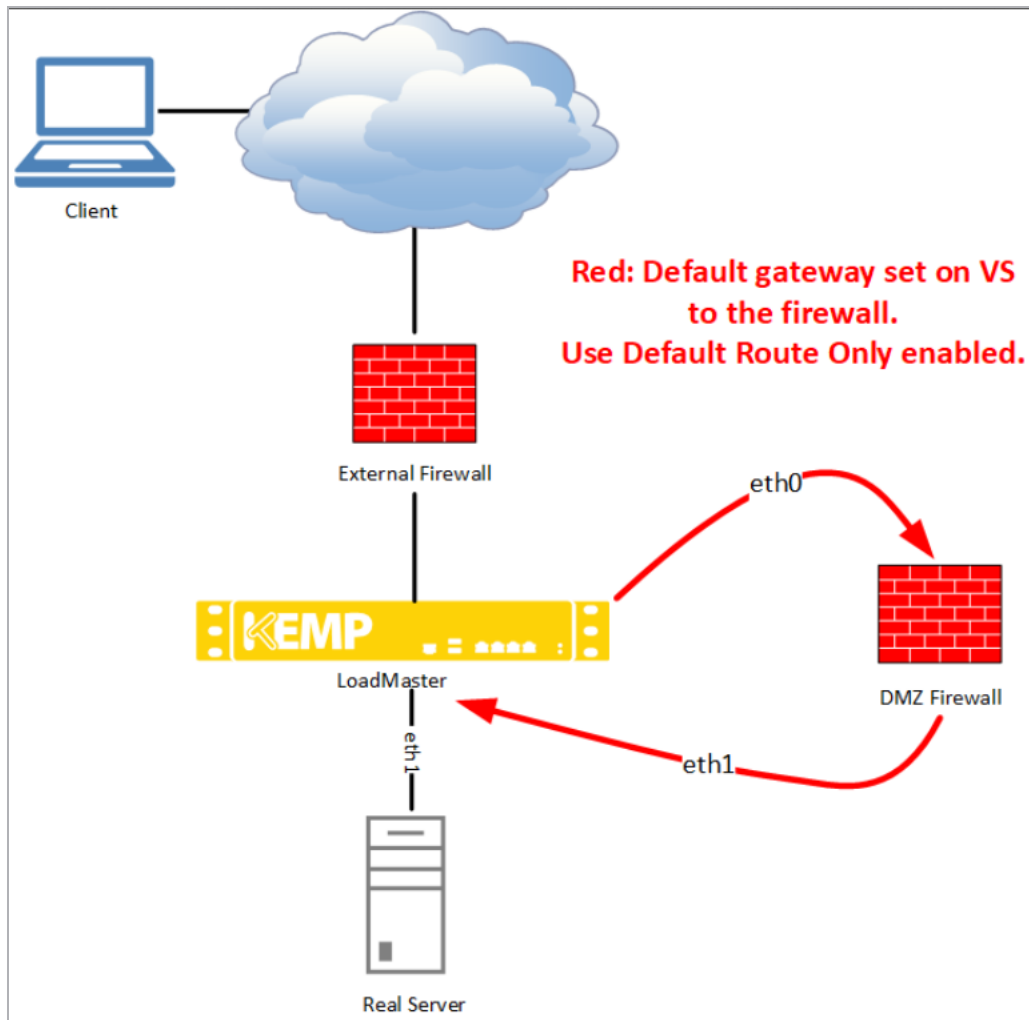 Client
Red: Default gateway set on VS
to the firewall.
Use Default Route Only enabled.
External Firewall
eth0
KEMP
LoadMaster
DMZ Firewall
eth1
eth1
Real Server